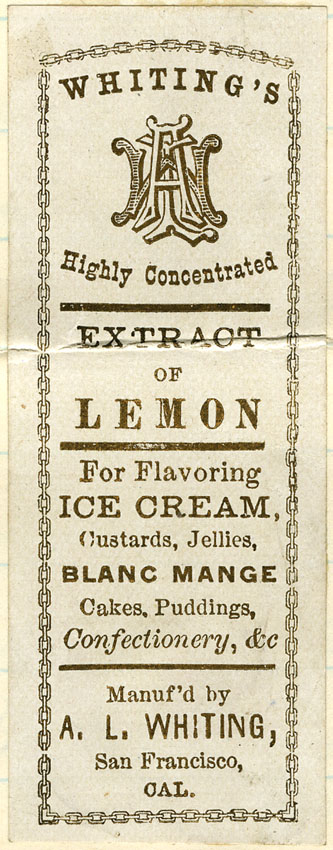 WHITING'S
Highly Concentrated
EXTRACT
OF
LEMON
For Flavoring
ICE CREAM,
Custards, Jellies,
BLANC MANGE
Cakes, Puddings,
Confectionery, &c
Manuf'd by
A. L. WHITING,
San Francisco,
CAL.